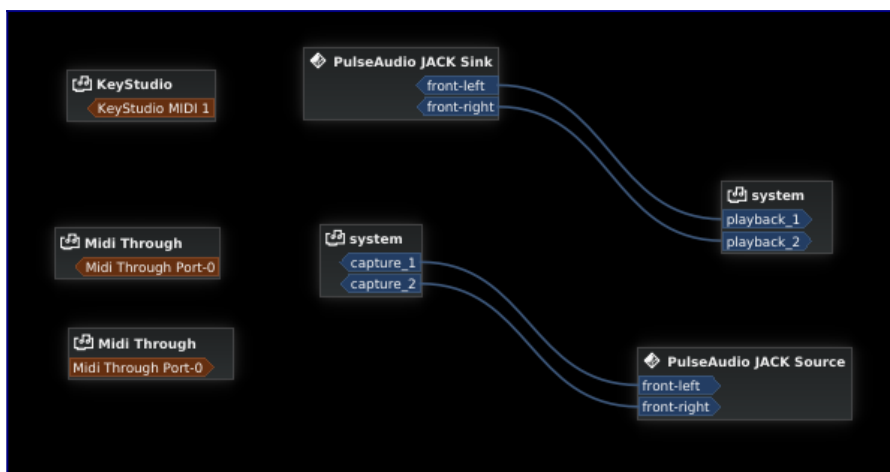 KeyStudio
KeyStudio MIDI 1
PulseAudio JACK Sink
front-left
front-right
system
playback_1
playback_2
Midi Through
Midi Through Port-0
system
capture_1
capture_2
Midi Through
Midi Through Port-0
PulseAudio JACK Source
front-left
front-right